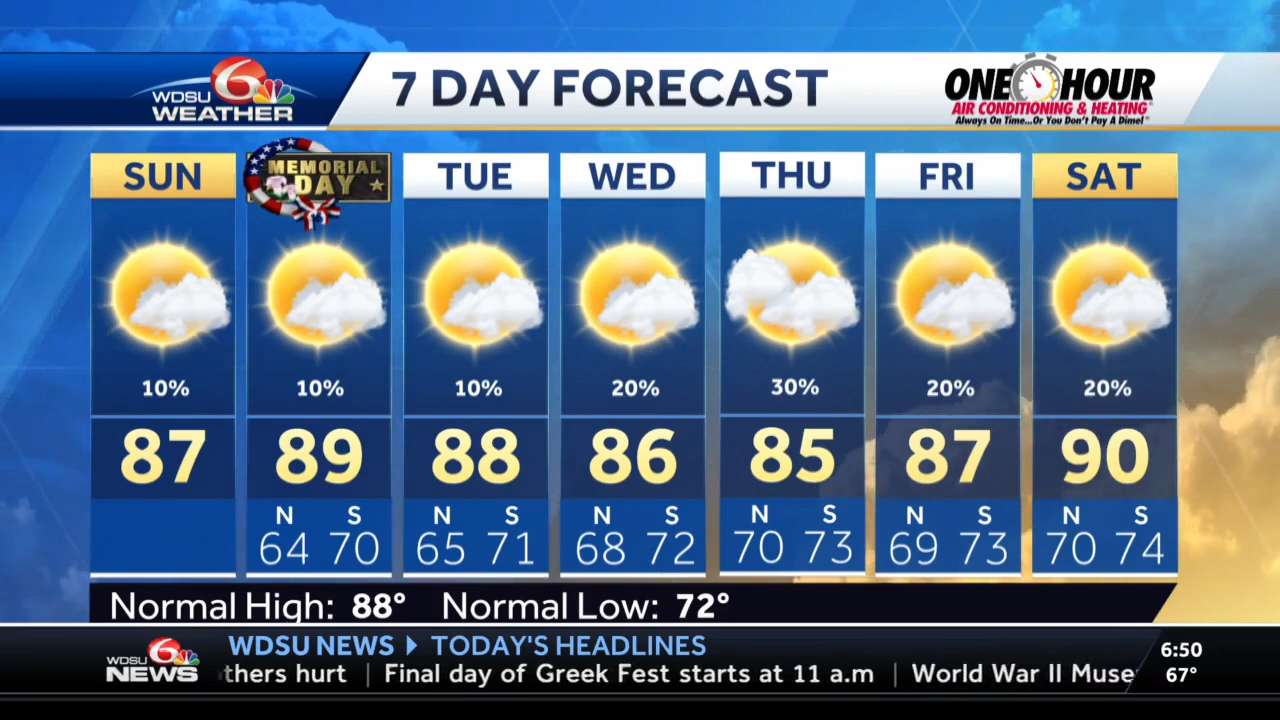 WDSU 6
WEATHER
7 DAY FORECAST
ONE HOUR
AIR CONDITIONING & HEATING
Always On Time...Or You Don't Pay A Dime!
SUN
MEMORIAL
DAY
TUE
WED
THU
FRI
SAT
10%
10%
10%
20%
30%
20%
20%
87
89
88
86
85
87
90
N S
64 70
N S
65 71
N S
68 72
N S
70 73
N S
69 73
N S
70 74
Normal High: 88° Normal Low: 72°
WDSU 6
NEWS
WDSU NEWS TODAY'S HEADLINES
thers hurt | Final day of Greek Fest starts at 11 a.m | World War II Muse
6:50
67°